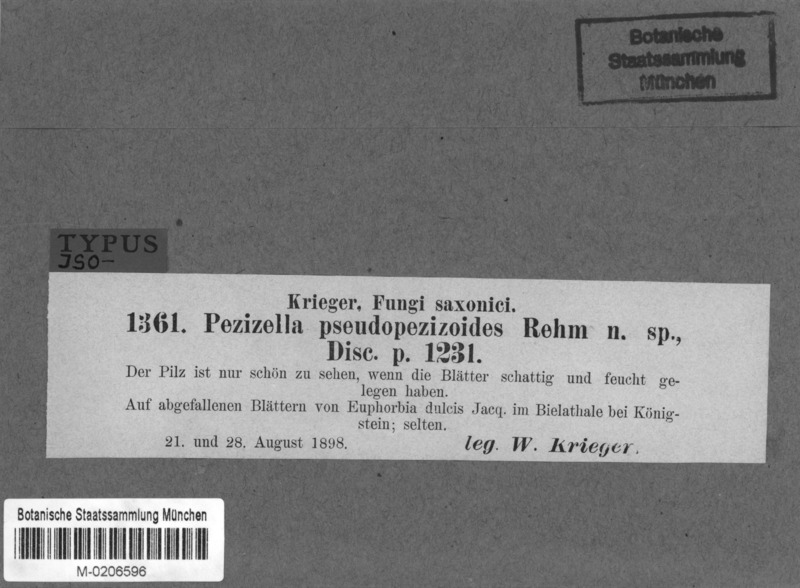 Botanische
Staatssammlung
München
TYPUS
ISO-
Krieger, Fungi saxonici.
1361. Pezizella pseudopezizoides Rehm n. sp.,
Disc. p. 1231.
Der Pilz ist nur schön zu sehen, wenn die Blätter schattig und feucht ge-
legen haben.
Auf abgefallenen Blättern von Euphorbia dulcis Jacq. im Bielathale bei König-
stein; selten.
21. und 28. August 1898. leg. W. Krieger.
Botanische Staatssammlung München
M-0206596